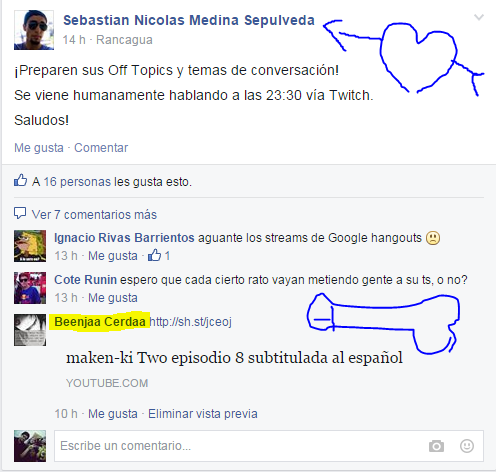 Sebastian Nicolas Medina Sepulveda
14 h · Rancagua
¡Preparen sus Off Topics y temas de conversación!
Se viene humanamente hablando a las 23:30 vía Twitch.
Saludos!
Me gusta · Comentar
A 16 personas les gusta esto.
Ver 7 comentarios más
Ignacio Rivas Barrientos aguante los streams de Google hangouts
13 h · Me gusta · 1
Cote Runin espero que cada cierto rato vayan metiendo gente a su ts, o no?
13 h · Me gusta
Beenjaa Cerdaa http://sh.st/jceoj
maken-ki Two episodio 8 subtitulada al español
YOUTUBE.COM
10 h · Me gusta · Eliminar vista previa
Escribe un comentario...